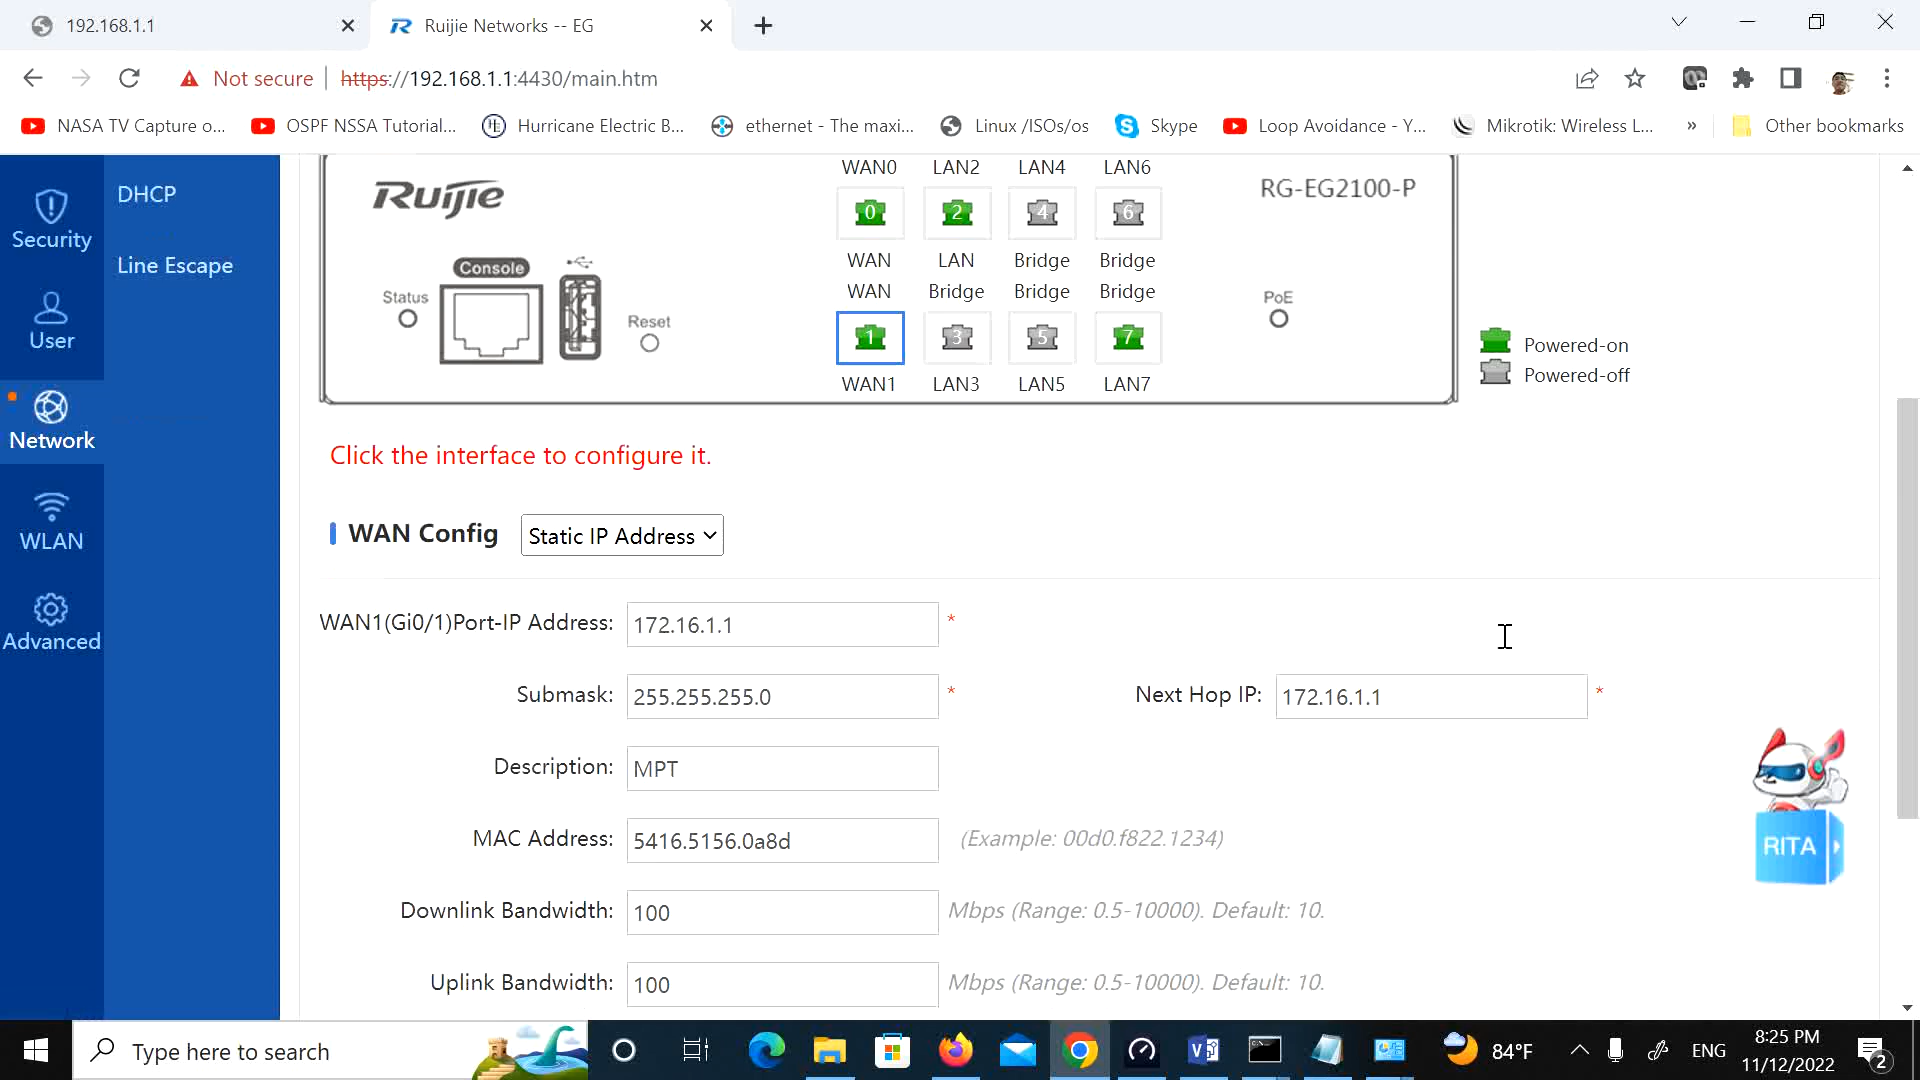 192.168.1.1
Ruijie Networks -- EG
Not secure
https://192.168.1.1:4430/main.htm
NASA TV Capture o...
OSPF NSSA Tutorial...
Hurricane Electric B...
ethernet - The maxi...
Linux /ISOs/os
Skype
Loop Avoidance - Y...
Mikrotik: Wireless L...
»
Other bookmarks
Security
User
Network
WLAN
Advanced
DHCP
Line Escape
Ruijie
Status
Console
Reset
WAN0 LAN2 LAN4 LAN6
0 2 4 6
WAN LAN Bridge Bridge
WAN Bridge Bridge Bridge
1 3 5 7
WAN1 LAN3 LAN5 LAN7
RG-EG2100-P
PoE
Powered-on
Powered-off
Click the interface to configure it.
WAN Config Static IP Address
WAN1(Gi0/1)Port-IP Address: 172.16.1.1 *
Submask: 255.255.255.0 * Next Hop IP: 172.16.1.1 *
Description: MPT
MAC Address: 5416.5156.0a8d (Example: 00d0.f822.1234)
Downlink Bandwidth: 100 Mbps (Range: 0.5-10000). Default: 10.
Uplink Bandwidth: 100 Mbps (Range: 0.5-10000). Default: 10.
RITA
Type here to search
84°F
ENG
8:25 PM
11/12/2022
2